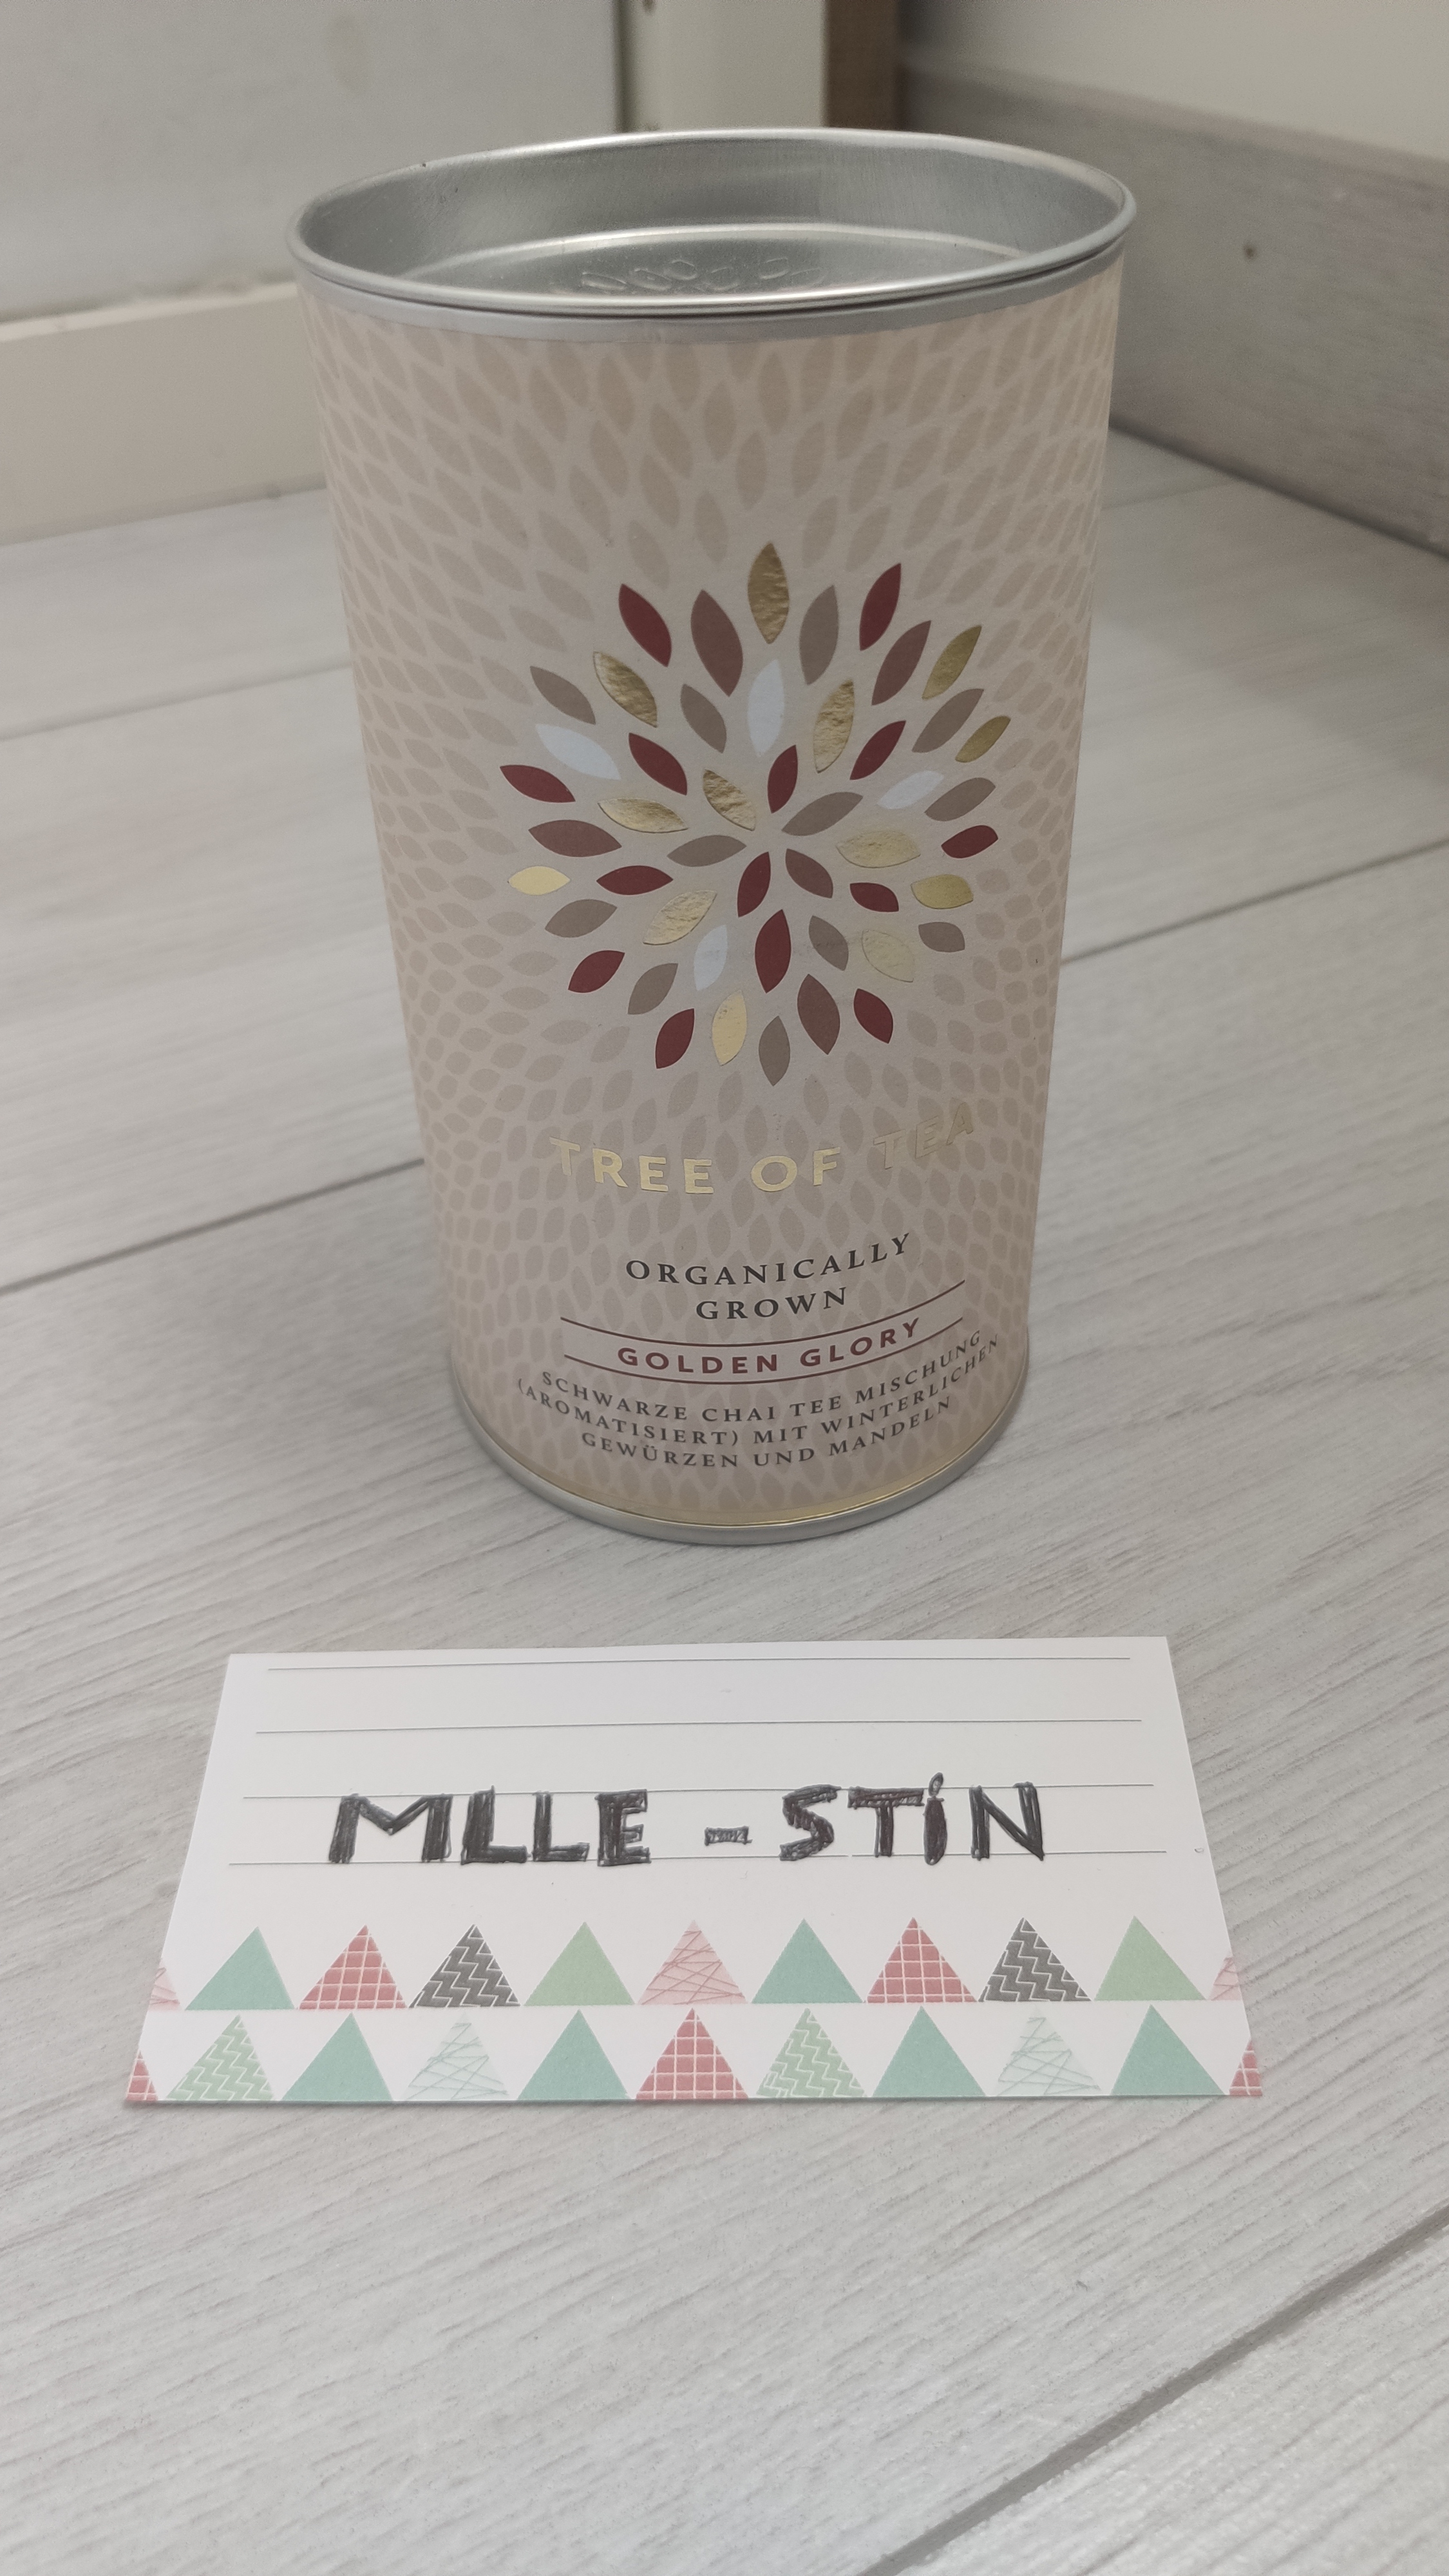 TREE OF TEA
ORGANICALLY
GROWN
GOLDEN GLORY
SCHWARZE CHAI TEE MISCHUNG
(AROMATISIERT) MIT WINTERLICHEN
GEWÜRZEN UND MANDELN
MLLE - STiN